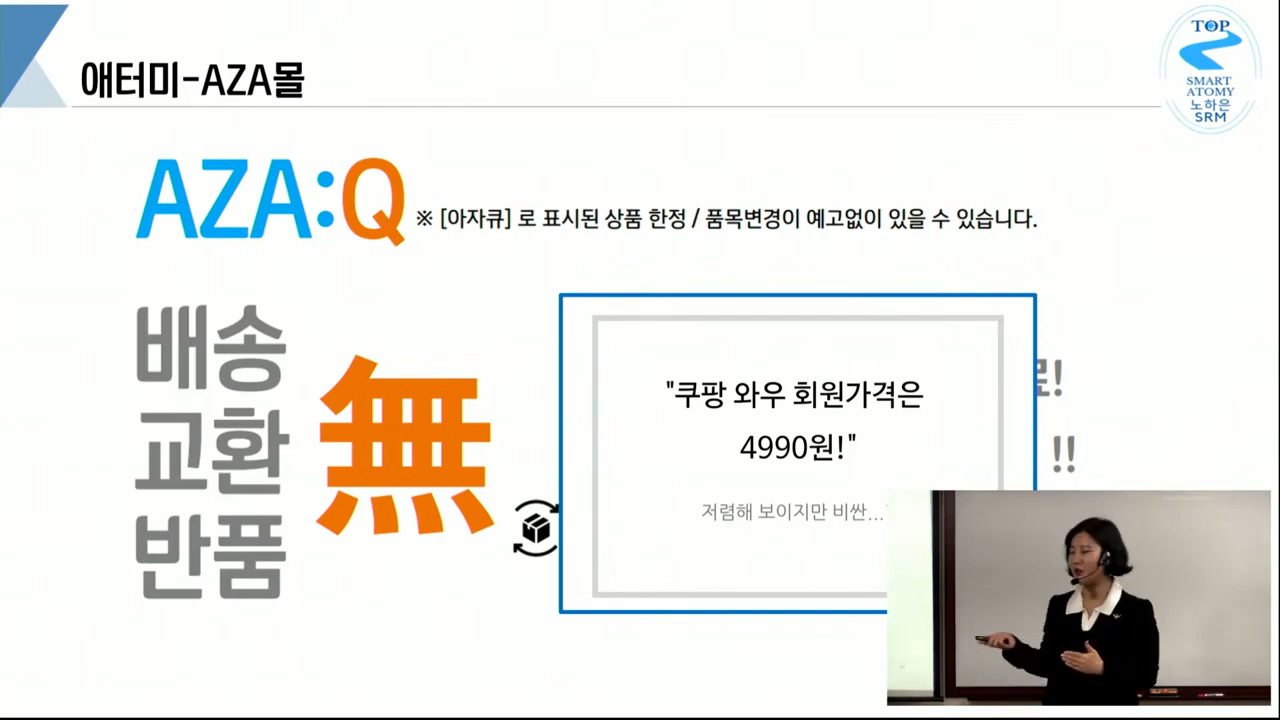 애터미-AZA몰
TOP
SMART
ATOMY
노하은
SRM
AZA:Q
※ [아자큐] 로 표시된 상품 한정 / 품목변경이 예고없이 있을 수 있습니다.
배송
교환
반품
無
"쿠팡 와우 회원가격은
4990원!"
저렴해 보이지만 비싼...
!
!!